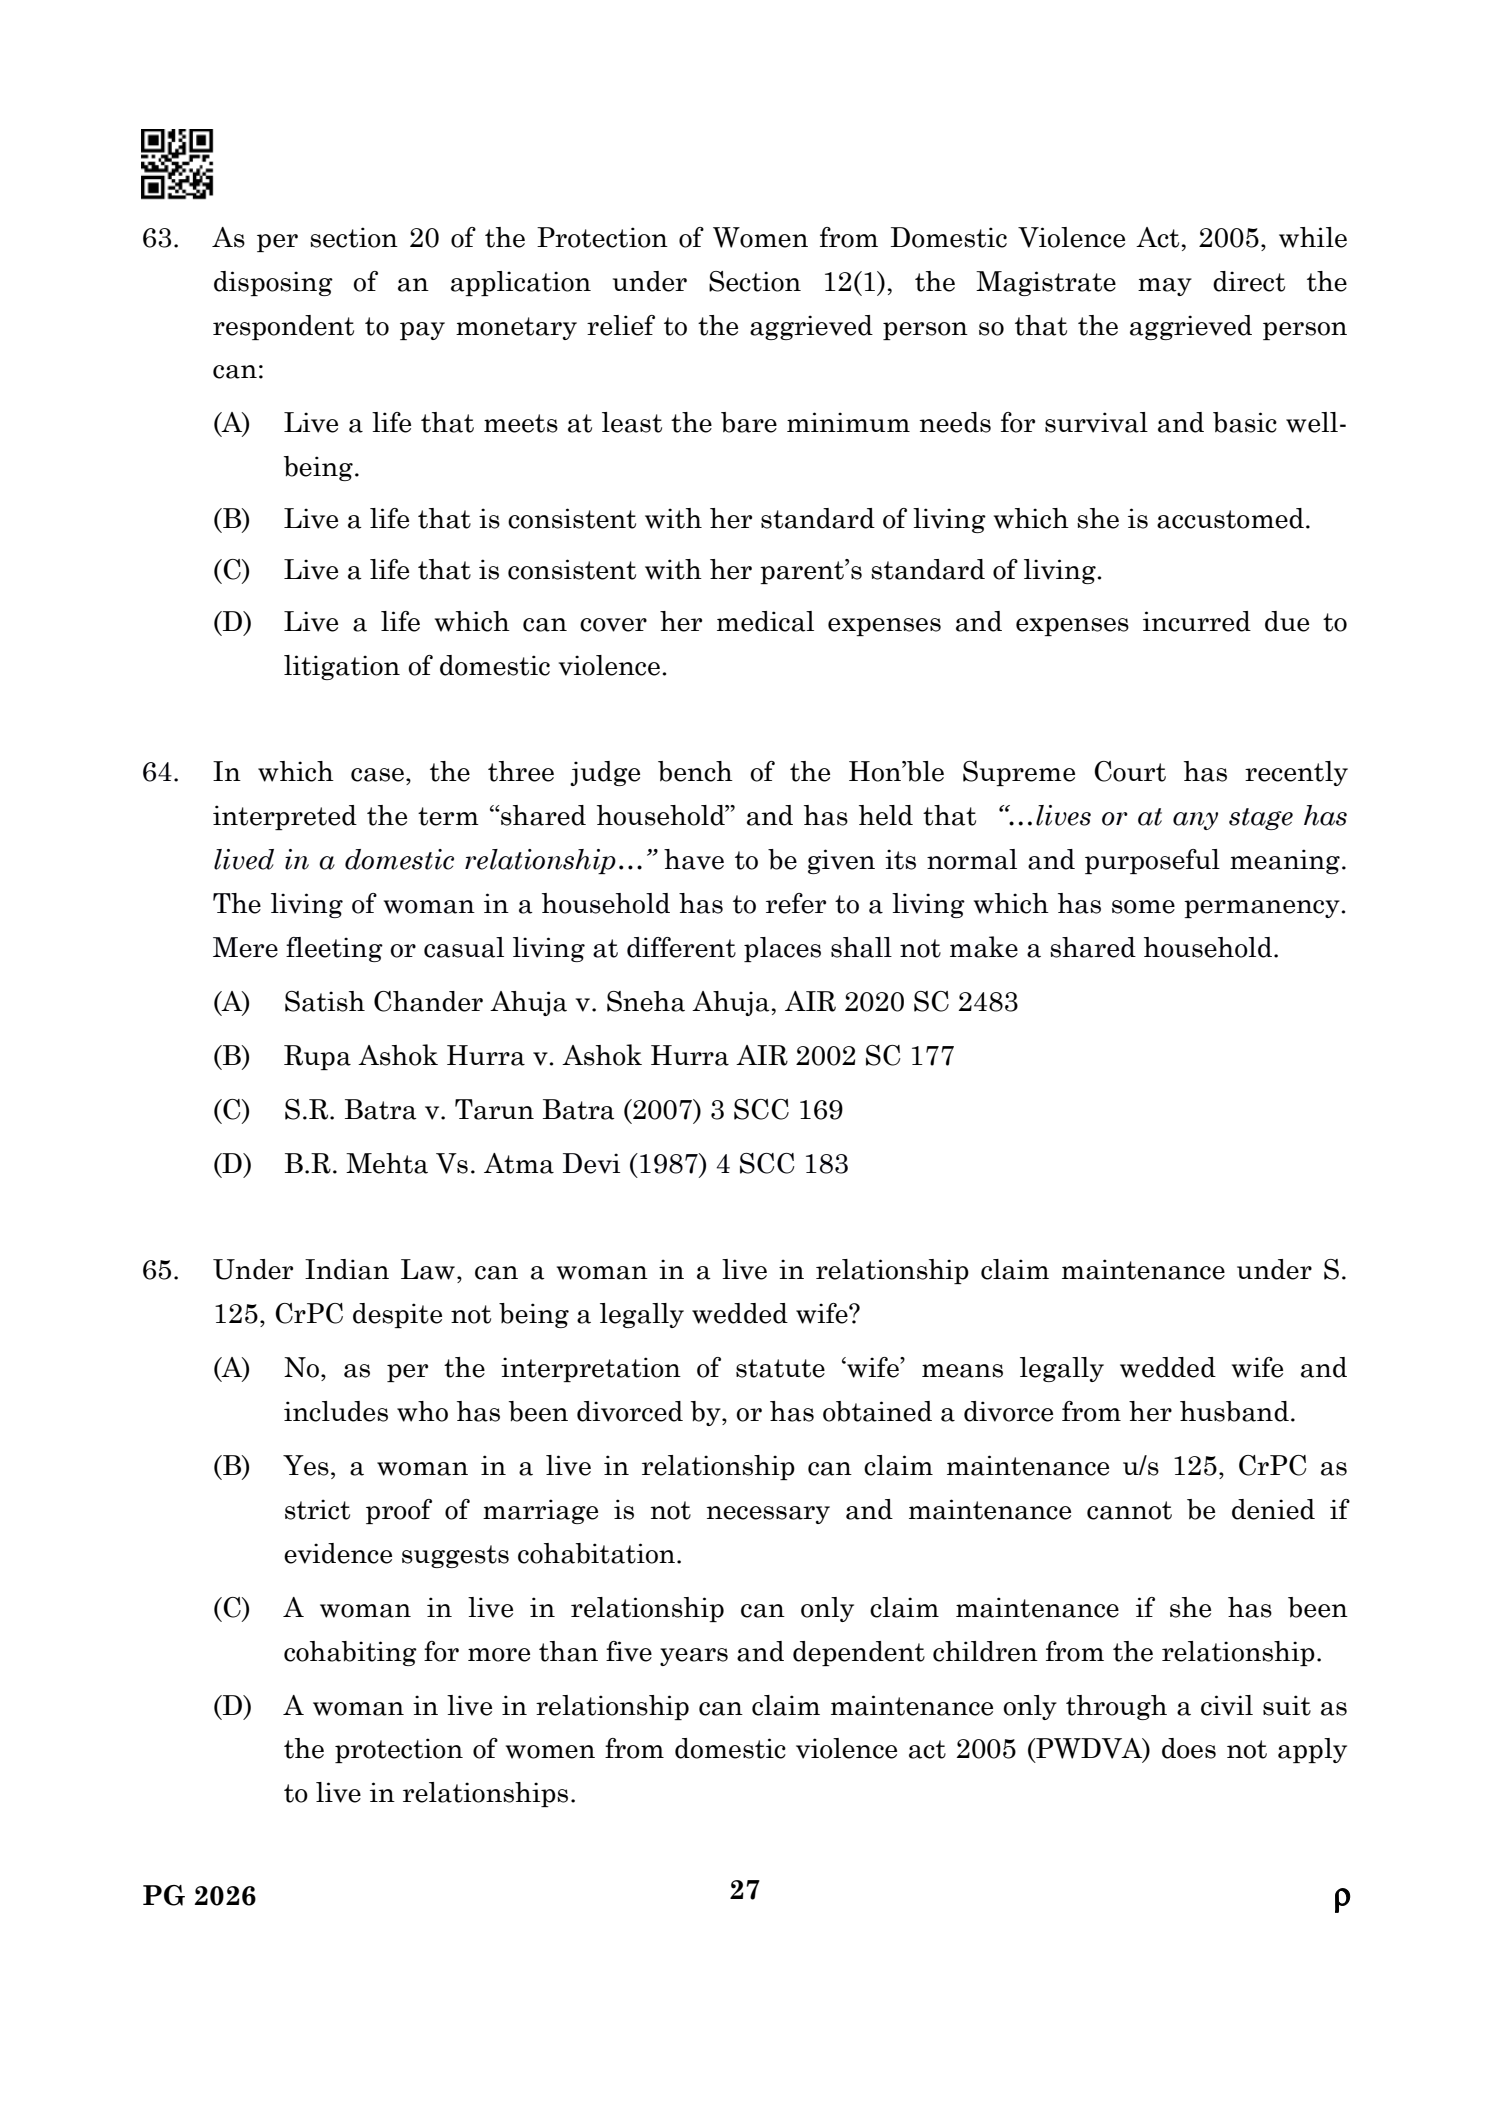 63. As per section 20 of the Protection of Women from Domestic Violence Act, 2005, while
disposing of an application under Section 12(1), the Magistrate may direct the
respondent to pay monetary relief to the aggrieved person so that the aggrieved person
can:
(A) Live a life that meets at least the bare minimum needs for survival and basic well-
being.
(B) Live a life that is consistent with her standard of living which she is accustomed.
(C) Live a life that is consistent with her parent’s standard of living.
(D) Live a life which can cover her medical expenses and expenses incurred due to
litigation of domestic violence.
64. In which case, the three judge bench of the Hon’ble Supreme Court has recently
interpreted the term “shared household” and has held that “…lives or at any stage has
lived in a domestic relationship…” have to be given its normal and purposeful meaning.
The living of woman in a household has to refer to a living which has some permanency.
Mere fleeting or casual living at different places shall not make a shared household.
(A) Satish Chander Ahuja v. Sneha Ahuja, AIR 2020 SC 2483
(B) Rupa Ashok Hurra v. Ashok Hurra AIR 2002 SC 177
(C) S.R. Batra v. Tarun Batra (2007) 3 SCC 169
(D) B.R. Mehta Vs. Atma Devi (1987) 4 SCC 183
65. Under Indian Law, can a woman in a live in relationship claim maintenance under S.
125, CrPC despite not being a legally wedded wife?
(A) No, as per the interpretation of statute ‘wife’ means legally wedded wife and
includes who has been divorced by, or has obtained a divorce from her husband.
(B) Yes, a woman in a live in relationship can claim maintenance u/s 125, CrPC as
strict proof of marriage is not necessary and maintenance cannot be denied if
evidence suggests cohabitation.
(C) A woman in live in relationship can only claim maintenance if she has been
cohabiting for more than five years and dependent children from the relationship.
(D) A woman in live in relationship can claim maintenance only through a civil suit as
the protection of women from domestic violence act 2005 (PWDVA) does not apply
to live in relationships.
PG 2026 27 ρ